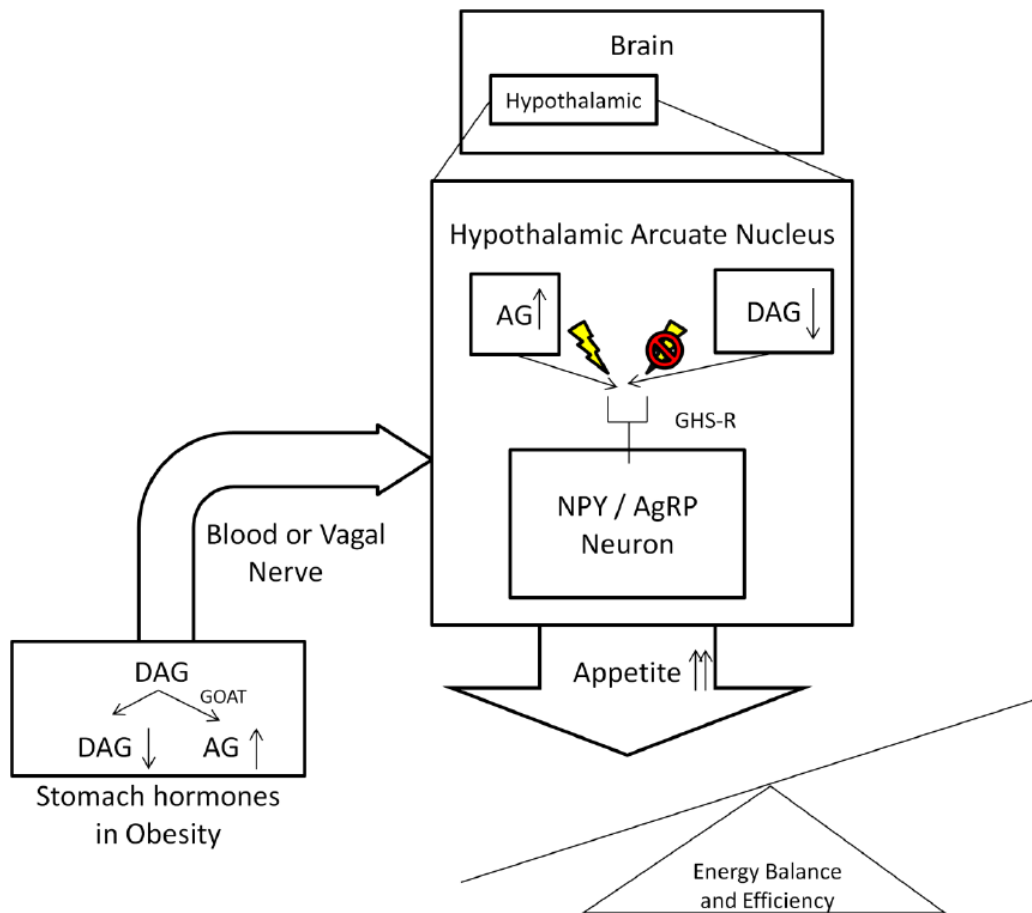 Brain
Hypothalamic
Hypothalamic Arcuate Nucleus
AG↑
DAG↓
GHS-R
NPY / AgRP
Neuron
Blood or Vagal
Nerve
Appetite ↑↑
DAG
GOAT
DAG↓ AG↑
Stomach hormones
in Obesity
Energy Balance
and Efficiency